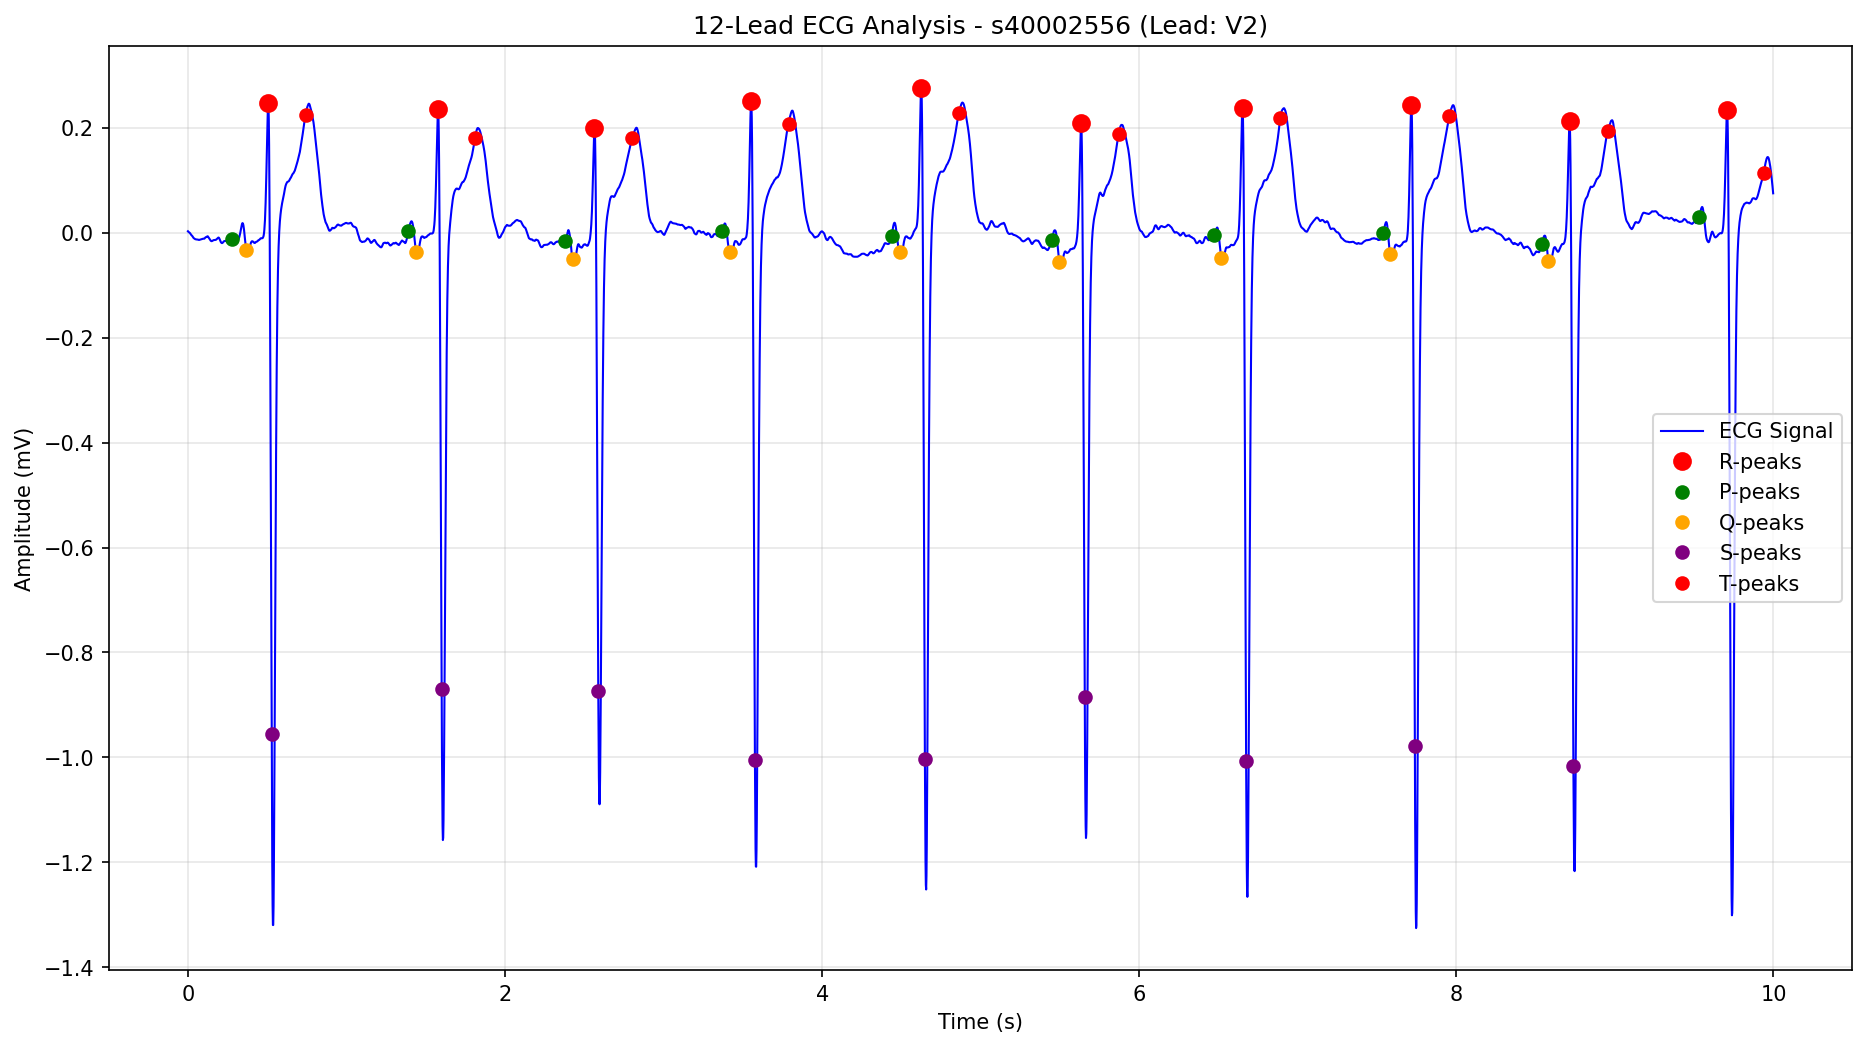 12-Lead ECG Analysis - s40002556 (Lead: V2)
Amplitude (mV)
0.2
0.0
−0.2
−0.4
−0.6
−0.8
−1.0
−1.2
−1.4
ECG Signal
R-peaks
P-peaks
Q-peaks
S-peaks
T-peaks
0 2 4 6 8 10
Time (s)